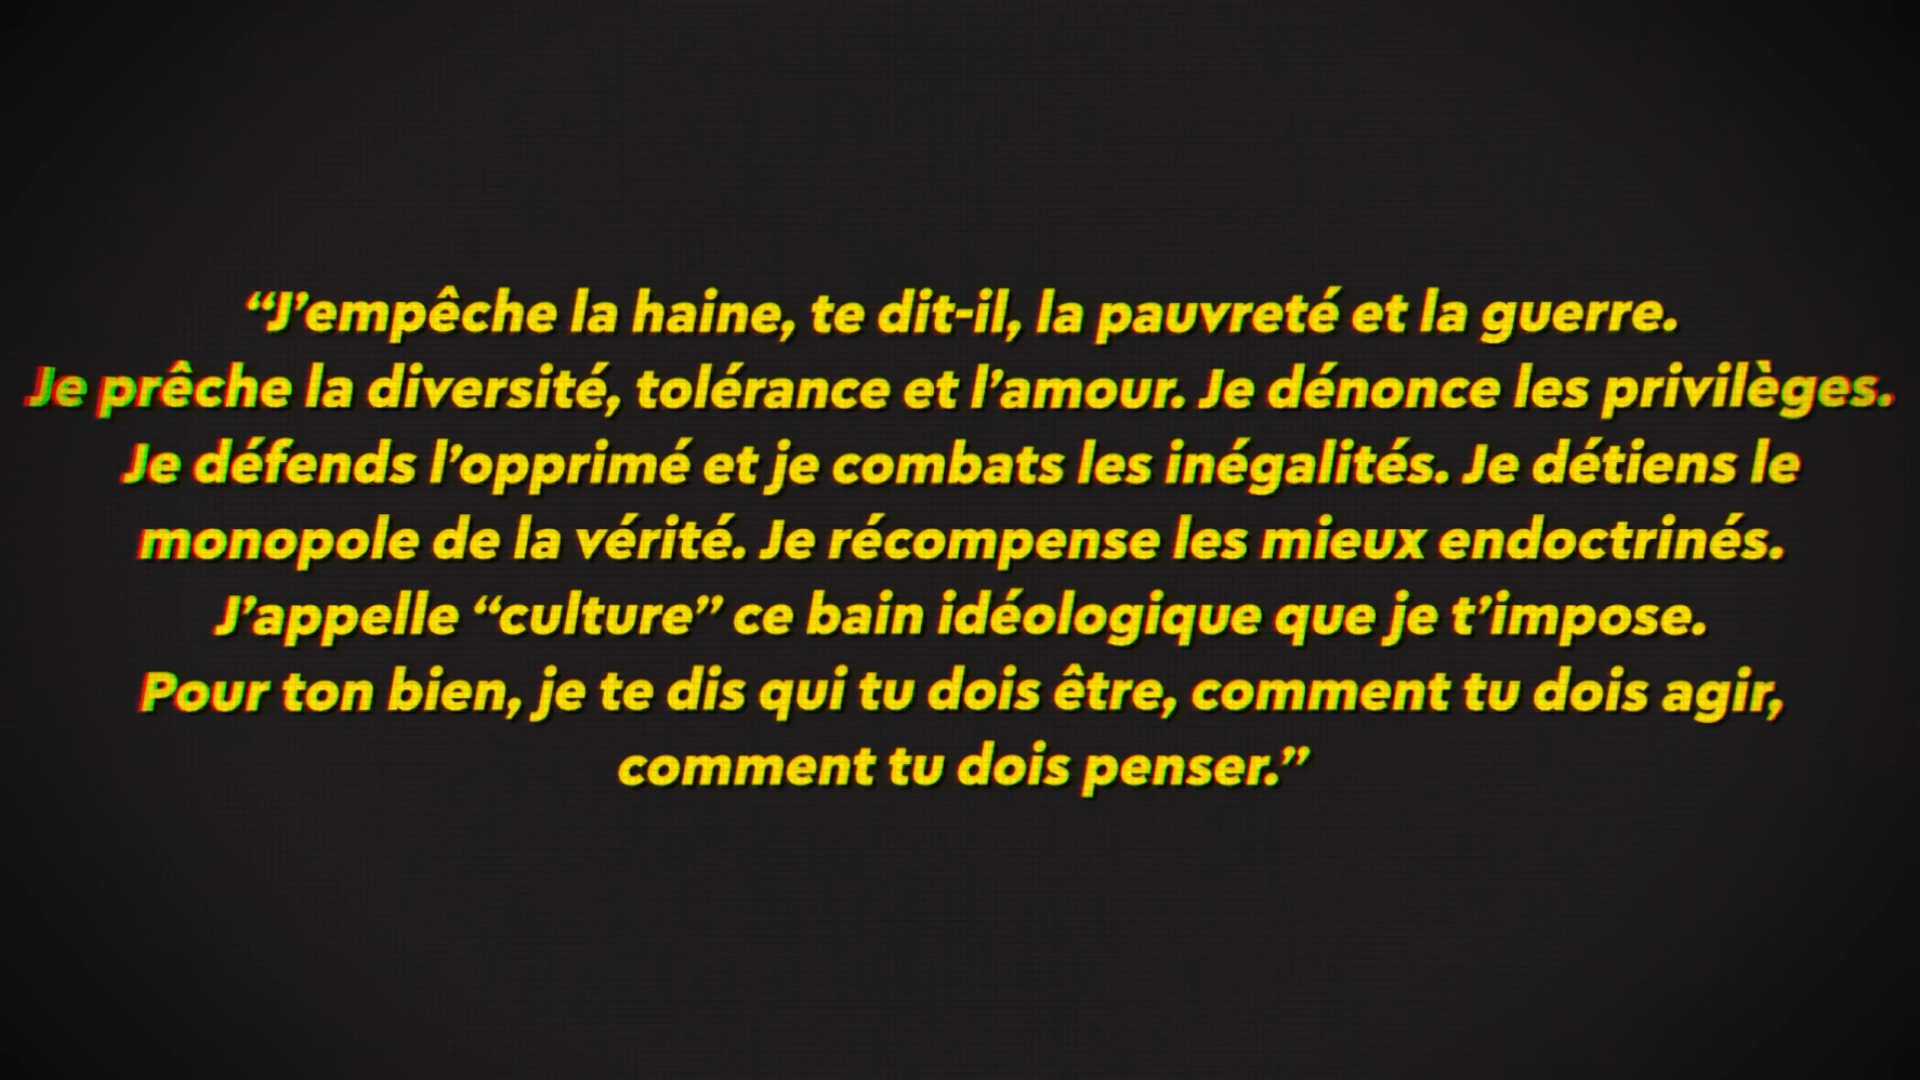 “J’empêche la haine, te dit-il, la pauvreté et la guerre.
Je prêche la diversité, tolérance et l’amour. Je dénonce les privilèges.
Je défends l’opprimé et je combats les inégalités. Je détiens le
monopole de la vérité. Je récompense les mieux endoctrinés.
J’appelle “culture” ce bain idéologique que je t’impose.
Pour ton bien, je te dis qui tu dois être, comment tu dois agir,
comment tu dois penser.”